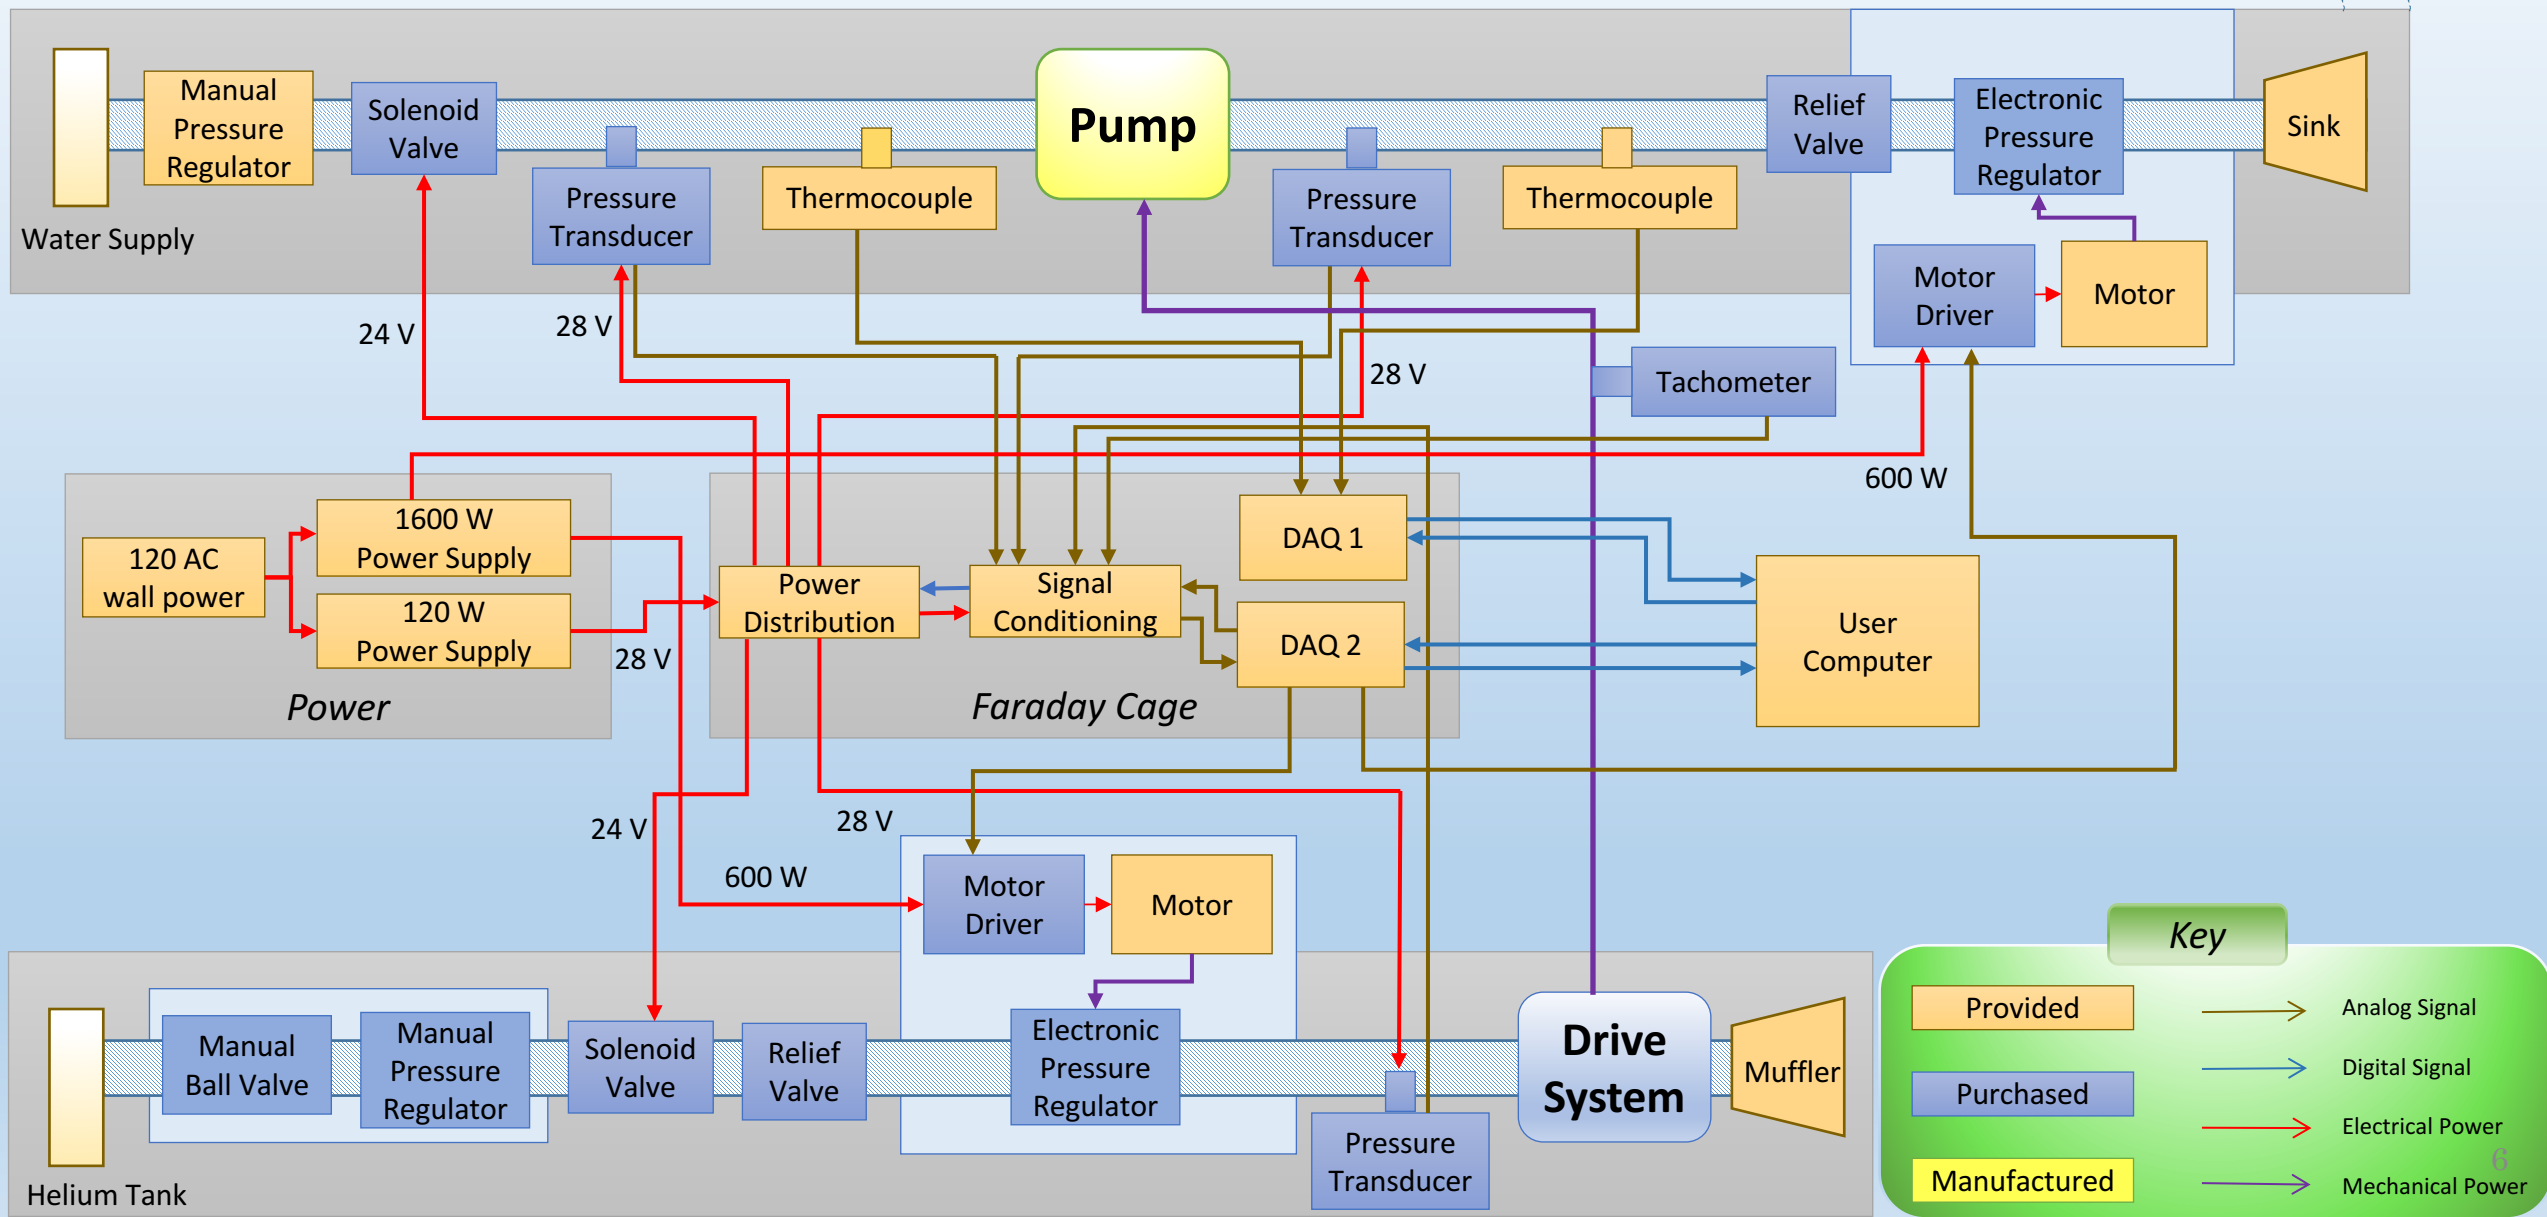 Manual
Pressure
Regulator
Solenoid
Valve
Pressure
Transducer
Thermocouple
Pump
Pressure
Transducer
Thermocouple
Relief
Valve
Electronic
Pressure
Regulator
Sink
Water Supply
Motor
Driver
Motor
24 V
28 V
28 V
Tachometer
600 W
120 AC
wall power
1600 W
Power Supply
120 W
Power Supply
28 V
Power
Power
Distribution
Signal
Conditioning
DAQ 1
DAQ 2
Faraday Cage
User
Computer
24 V
28 V
600 W
Motor
Driver
Motor
Manual
Ball Valve
Manual
Pressure
Regulator
Solenoid
Valve
Relief
Valve
Electronic
Pressure
Regulator
Pressure
Transducer
Drive
System
Muffler
Helium Tank
Key
Provided
Analog Signal
Digital Signal
Purchased
Electrical Power
6
Manufactured
Mechanical Power